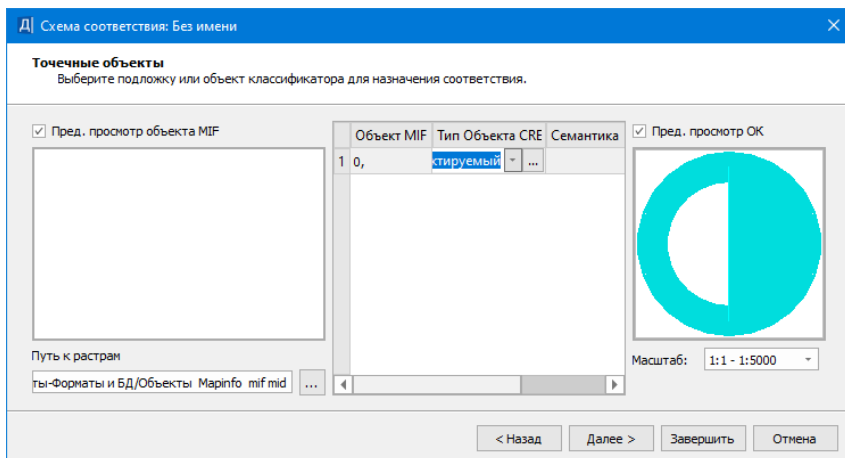 Схема соответствия: Без имени
Точечные объекты
Выберите подложку или объект классификатора для назначения соответствия.
Пред. просмотр объекта MIF
Объект MIF Тип Объекта CRE Семантика
1 0, ктируемый ...
Пред. просмотр ОК
Путь к растрам
ты-Форматы и БД/Объекты Mapinfo mif mid ...
Масштаб: 1:1 - 1:5000
< Назад Далее > Завершить Отмена